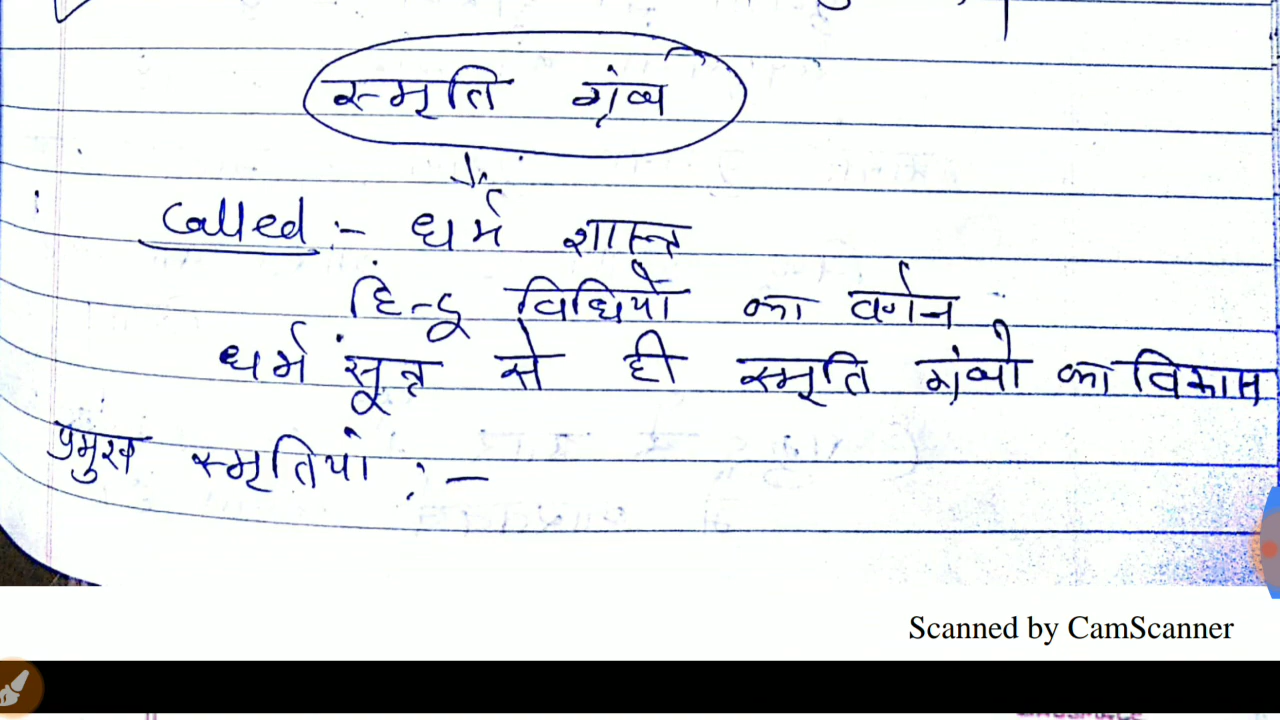 स्मृति ग्रंथ
Called :- धर्म शास्त्र
हिन्दू विधियों का वर्णन
धर्म सूत्र से ही स्मृति ग्रंथों का विकास
प्रमुख स्मृतियाँ :-
Scanned by CamScanner